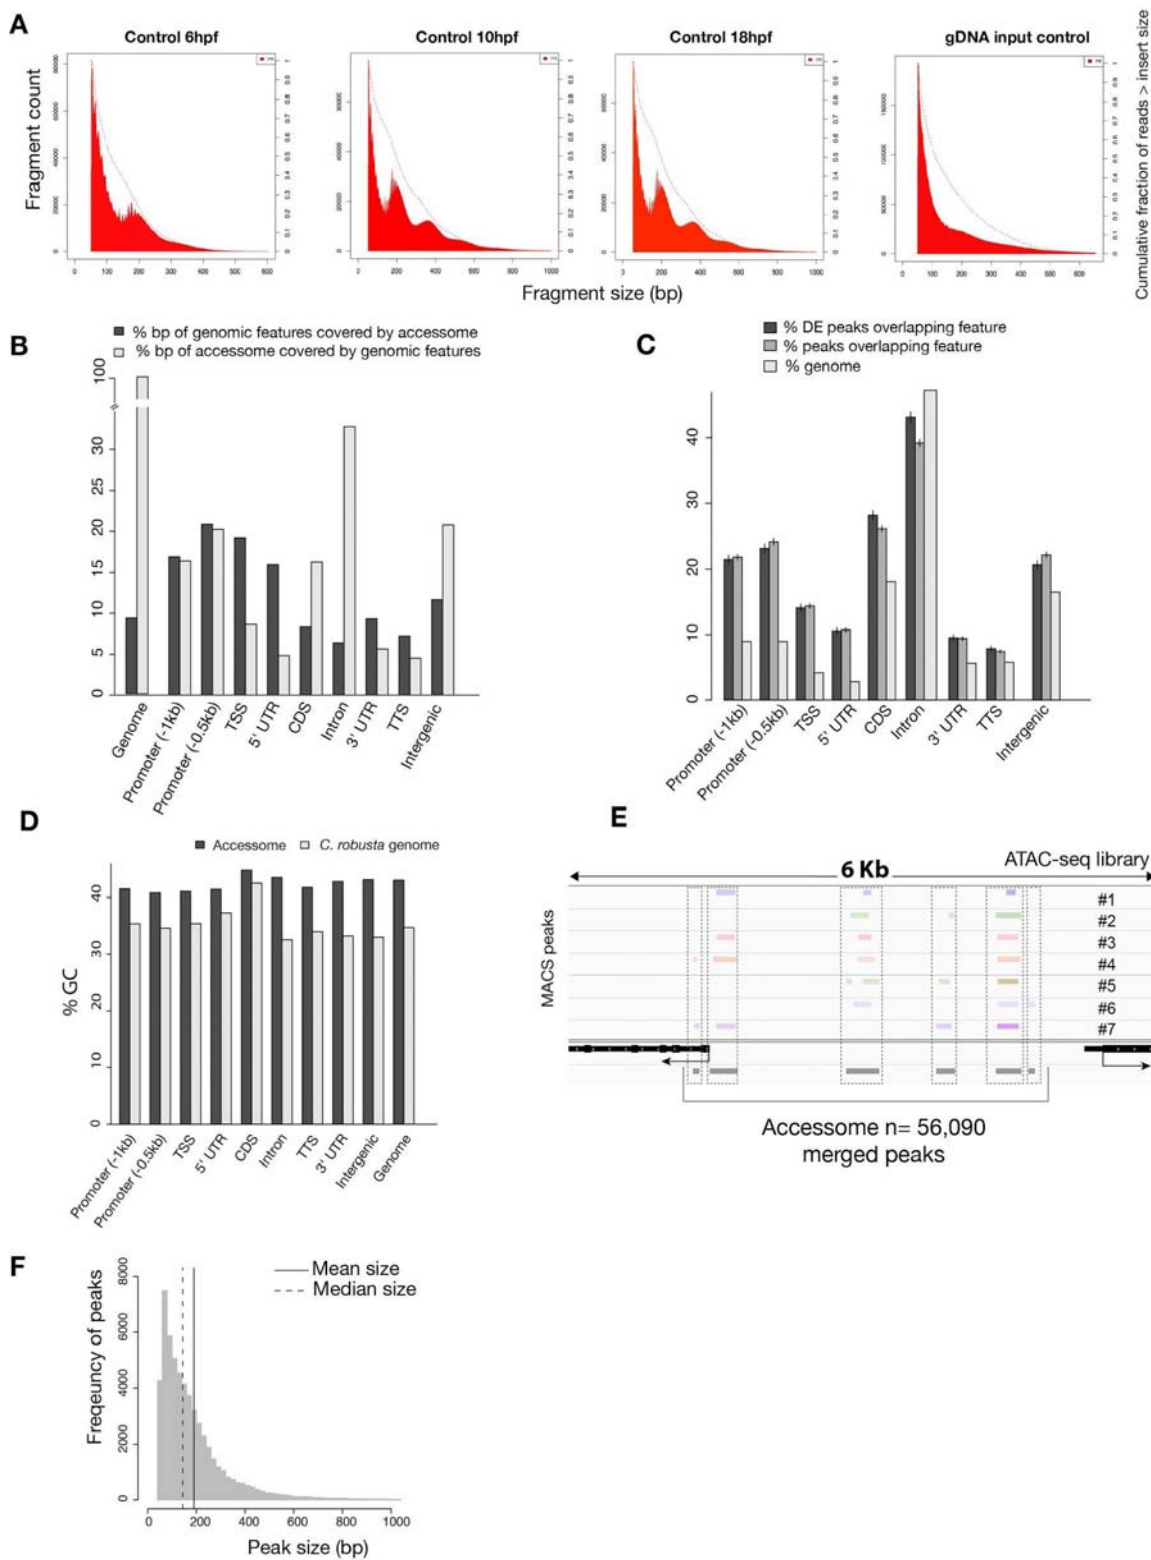 A
Control 6hpf
Control 10hpf
Control 18hpf
gDNA input control
Fragment count
Cumulative fraction of reads > insert size
Fragment size (bp)
B
% bp of genomic features covered by accessome
% bp of accessome covered by genomic features
100
30
25
20
15
10
5
0
Genome
Promoter (-1kb)
Promoter (-0.5kb)
TSS
5' UTR
CDS
Intron
3' UTR
TTS
Intergenic
C
% DE peaks overlapping feature
% peaks overlapping feature
% genome
40
30
20
10
0
Promoter (-1kb)
Promoter (-0.5kb)
TSS
5' UTR
CDS
Intron
3' UTR
TTS
Intergenic
D
Accessome
C. robusta genome
% GC
40
30
20
10
0
Promoter (-1kb)
Promoter (-0.5kb)
TSS
5' UTR
CDS
Intron
TTS
3' UTR
Intergenic
Genome
E
6 Kb
ATAC-seq library
MACS peaks
#1
#2
#3
#4
#5
#6
#7
Accessome n= 56,090
merged peaks
F
Mean size
Median size
Freqeuncy of peaks
8000
6000
4000
2000
0
0 200 400 600 800 1000
Peak size (bp)